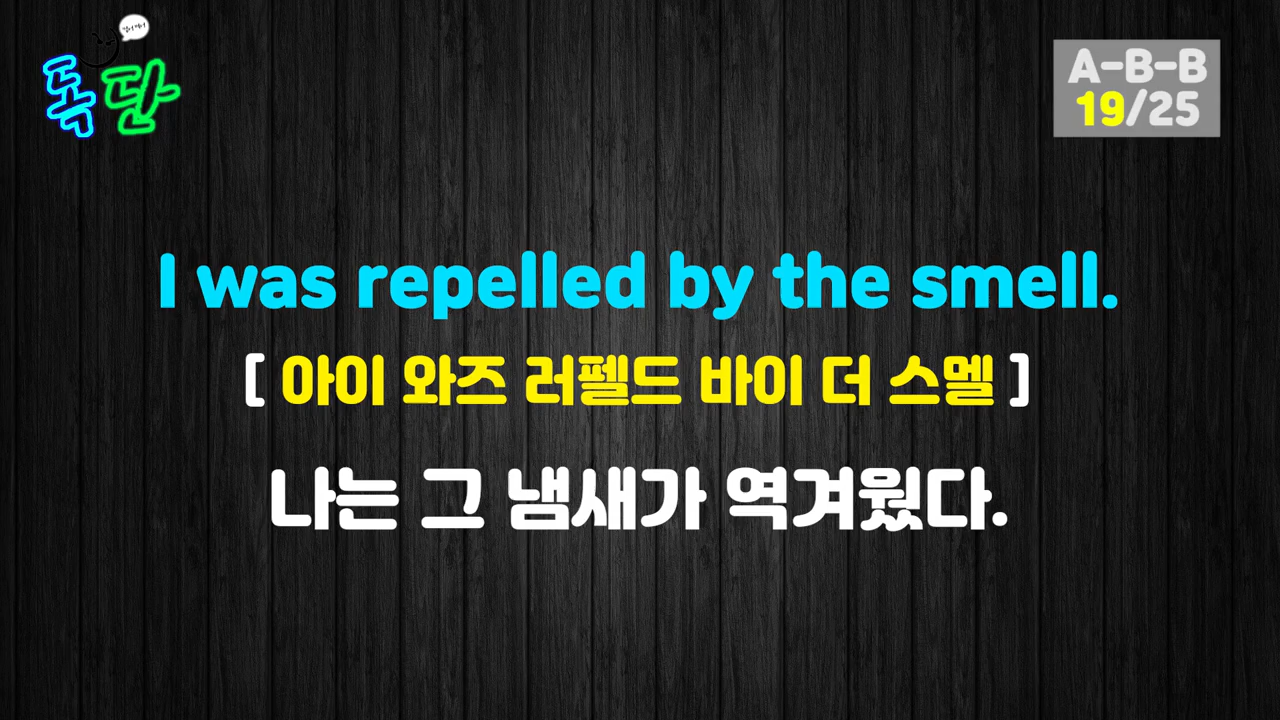 독단
A-B-B
19/25
I was repelled by the smell.
[ 아이 와즈 러펠드 바이 더 스멜 ]
나는 그 냄새가 역겨웠다.